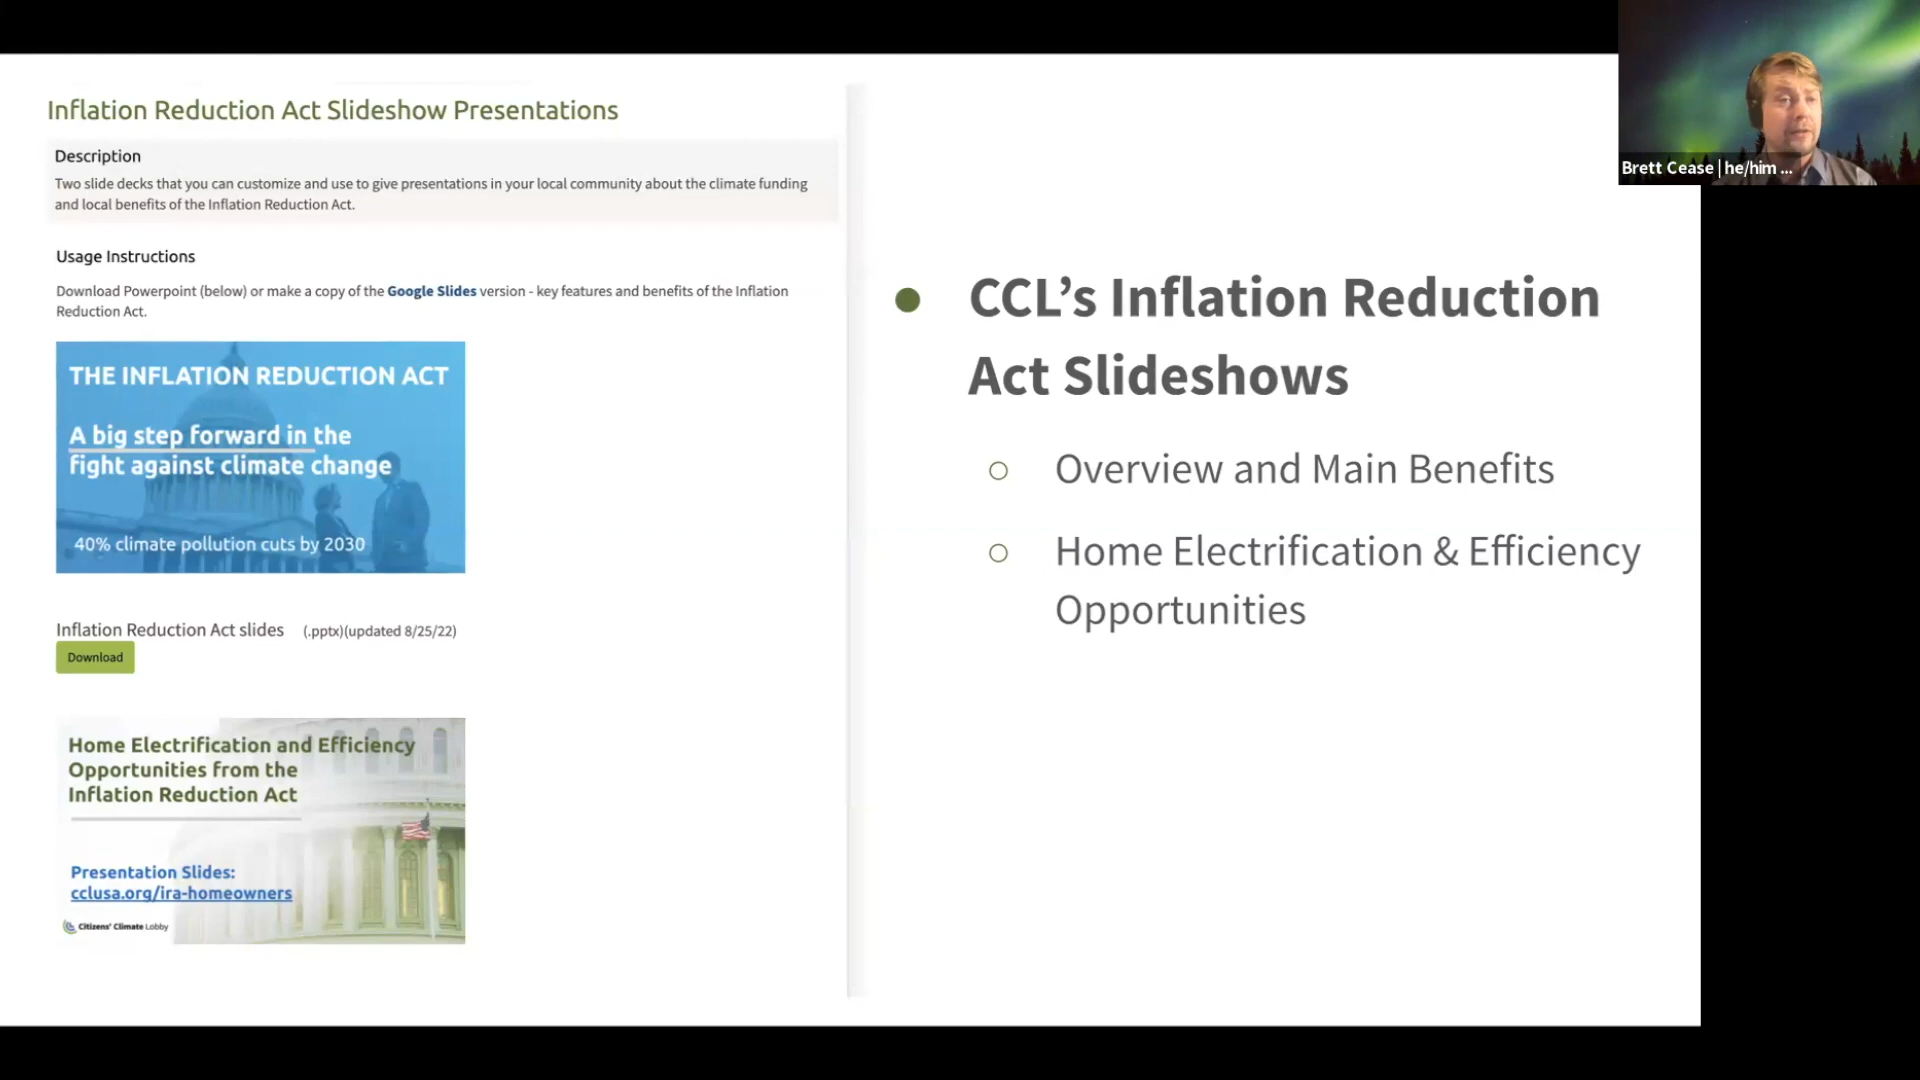 Inflation Reduction Act Slideshow Presentations
Description
Two slide decks that you can customize and use to give presentations in your local community about the climate funding
and local benefits of the Inflation Reduction Act.
Usage Instructions
Download Powerpoint (below) or make a copy of the Google Slides version - key features and benefits of the Inflation
Reduction Act.
THE INFLATION REDUCTION ACT
A big step forward in the
fight against climate change
40% climate pollution cuts by 2030
Inflation Reduction Act slides (.pptx)(updated 8/25/22)
Download
Home Electrification and Efficiency
Opportunities from the
Inflation Reduction Act
Presentation Slides:
cclusa.org/ira-homeowners
Citizens' Climate Lobby
● CCL’s Inflation Reduction
Act Slideshows
○ Overview and Main Benefits
○ Home Electrification & Efficiency
Opportunities
Brett Cease | he/him ...